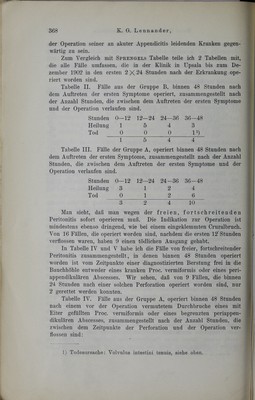 368 K. O. Lennander,
der Operation seiner an akuter Appendicitis leidenden Kranken gegen-
wärtig zu sein.
Zum Vergleich mit Sprengels Tabelle teile ich 2 Tabellen mit,
die alle Fälle umfassen, die in der Klinik in Upsala bis zum De-
zember 1902 in den ersten 2 × 24 Stunden nach der Erkrankung ope-
riert worden sind.
Tabelle II. Fälle aus der Gruppe B, binnen 48 Stunden nach
dem Auftreten der ersten Symptome operiert, zusammengestellt nach
der Anzahl Stunden, die zwischen dem Auftreten der ersten Symptome
und der Operation verlaufen sind.
Stunden 0—12 12—24 24—36 36—48
Heilung 1 5 4 3
Tod 0 0 0 1¹)
1 5 4 4
Tabelle III. Fälle der Gruppe A, operiert binnen 48 Stunden nach
dem Auftreten der ersten Symptome, zusammengestellt nach der Anzahl
Stunden, die zwischen dem Auftreten der ersten Symptome und der
Operation verlaufen sind.
Stunden 0—12 12—24 24—36 36—48
Heilung 3 1 2 4
Tod 0 1 2 6
3 2 4 10
Man sieht, daß man wegen der freien, fortschreitenden
Peritonitis sofort operieren muß. Die Indikation zur Operation ist
mindestens ebenso dringend, wie bei einem eingeklemmten Cruralbruch.
Von 16 Fällen, die operiert worden sind, nachdem die ersten 12 Stunden
verflossen waren, haben 9 einen tödlichen Ausgang gehabt.
In Tabelle IV und V habe ich die Fälle von freier, fortschreitender
Peritonitis zusammengestellt, in denen binnen 48 Stunden operiert
worden ist vom Zeitpunkte einer diagnostizierten Berstung frei in die
Bauchhöhle entweder eines kranken Proc. vermiformis oder eines peri-
appendikulären Abscesses. Wir sehen, daß von 9 Fällen, die binnen
24 Stunden nach einer solchen Perforation operiert worden sind, nur
2 gerettet worden konnten.
Tabelle IV. Fälle aus der Gruppe A, operiert binnen 48 Stunden
nach einem vor der Operation vermutetem Durchbruche eines mit
Eiter gefüllten Proc. vermiformis oder eines begrenzten periappen-
dikulären Abscesses, zusammengestellt nach der Anzahl Stunden, die
zwischen dem Zeitpunkte der Perforation und der Operation ver-
flossen sind:
1) Todesursache: Volvulus intestini tenuis, siehe oben.